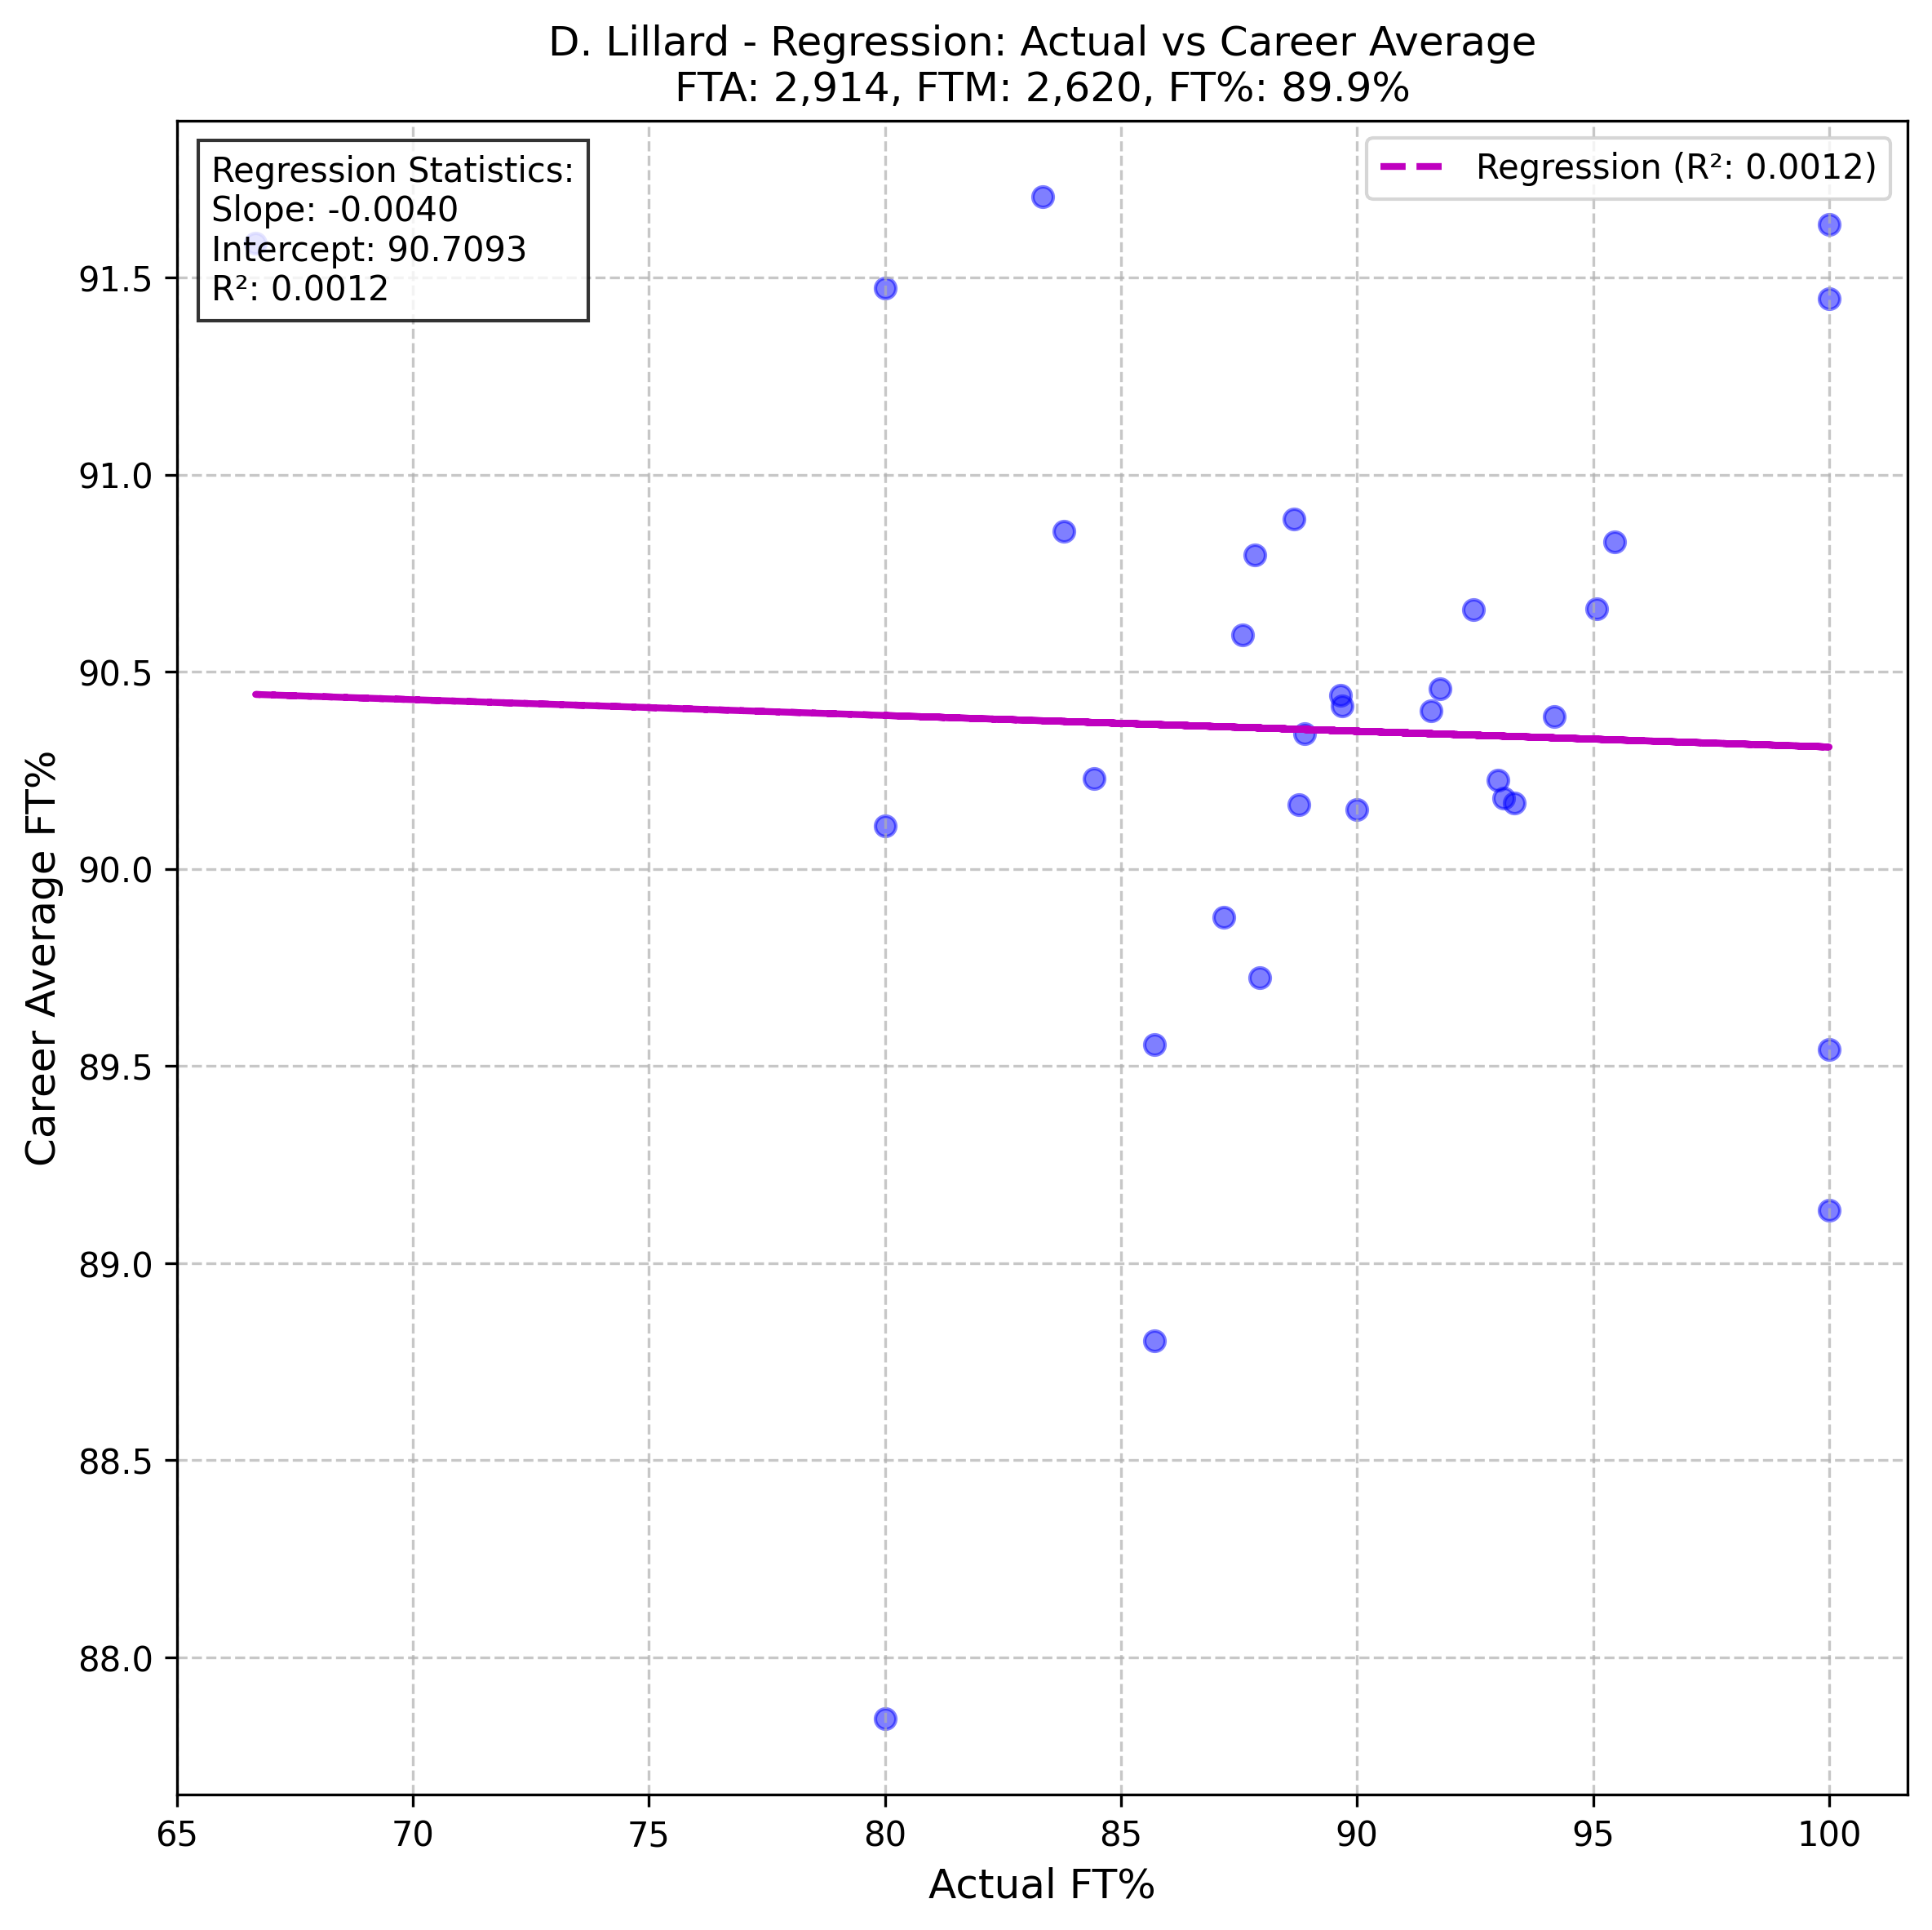 D. Lillard - Regression: Actual vs Career Average
FTA: 2,914, FTM: 2,620, FT%: 89.9%
Regression Statistics:
Slope: -0.0040
Intercept: 90.7093
R²: 0.0012
Regression (R²: 0.0012)
Career Average FT%
91.5
91.0
90.5
90.0
89.5
89.0
88.5
88.0
65 70 75 80 85 90 95 100
Actual FT%